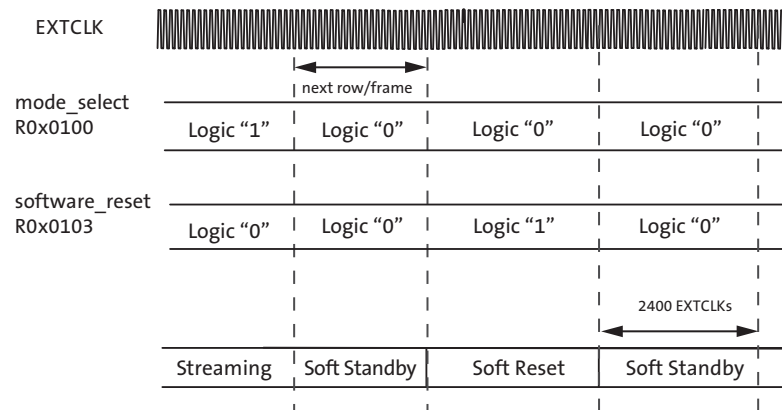 EXTCLK
next row/frame
mode_select
R0x0100
Logic “1” Logic “0” Logic “0” Logic “0”
software_reset
R0x0103
Logic “0” Logic “0” Logic “1” Logic “0”
2400 EXTCLKs
Streaming Soft Standby Soft Reset Soft Standby